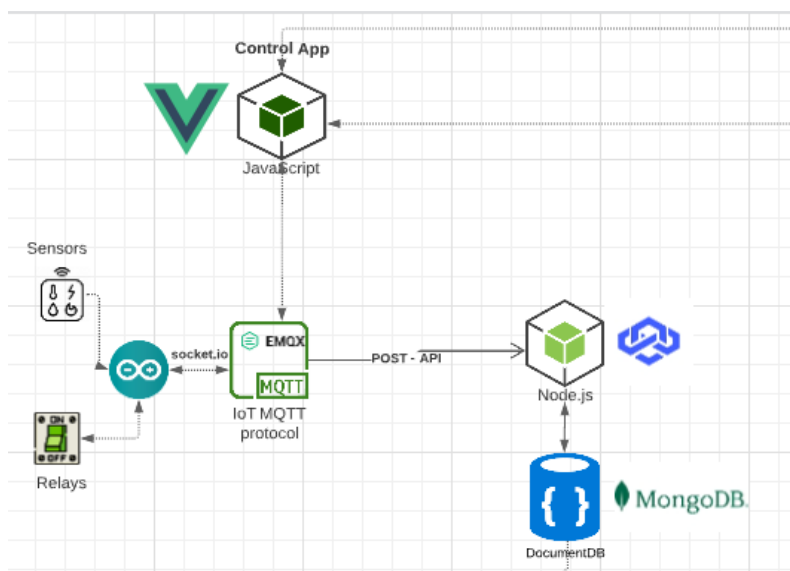 Control App
JavaScript
Sensors
socket.io
EMQX
MQTT
IoT MQTT
protocol
POST - API
Node.js
ON
OFF
Relays
{ }
MongoDB.
DocumentDB